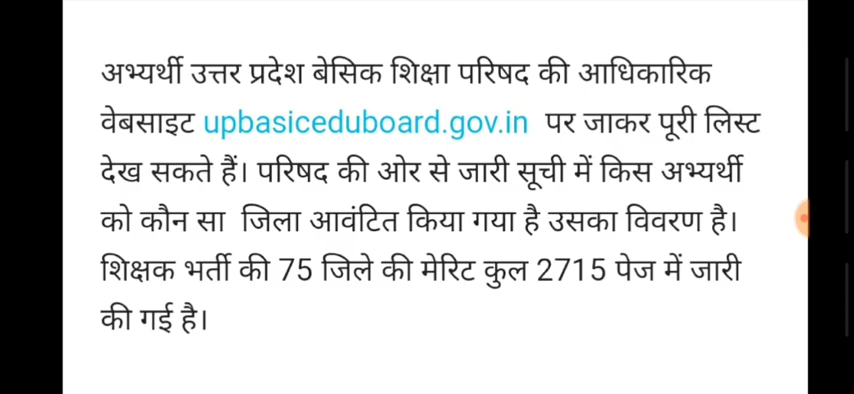 अभ्यर्थी उत्तर प्रदेश बेसिक शिक्षा परिषद की आधिकारिक
वेबसाइट upbasiceduboard.gov.in पर जाकर पूरी लिस्ट
देख सकते हैं। परिषद की ओर से जारी सूची में किस अभ्यर्थी
को कौन सा जिला आवंटित किया गया है उसका विवरण है।
शिक्षक भर्ती की 75 जिले की मेरिट कुल 2715 पेज में जारी
की गई है।